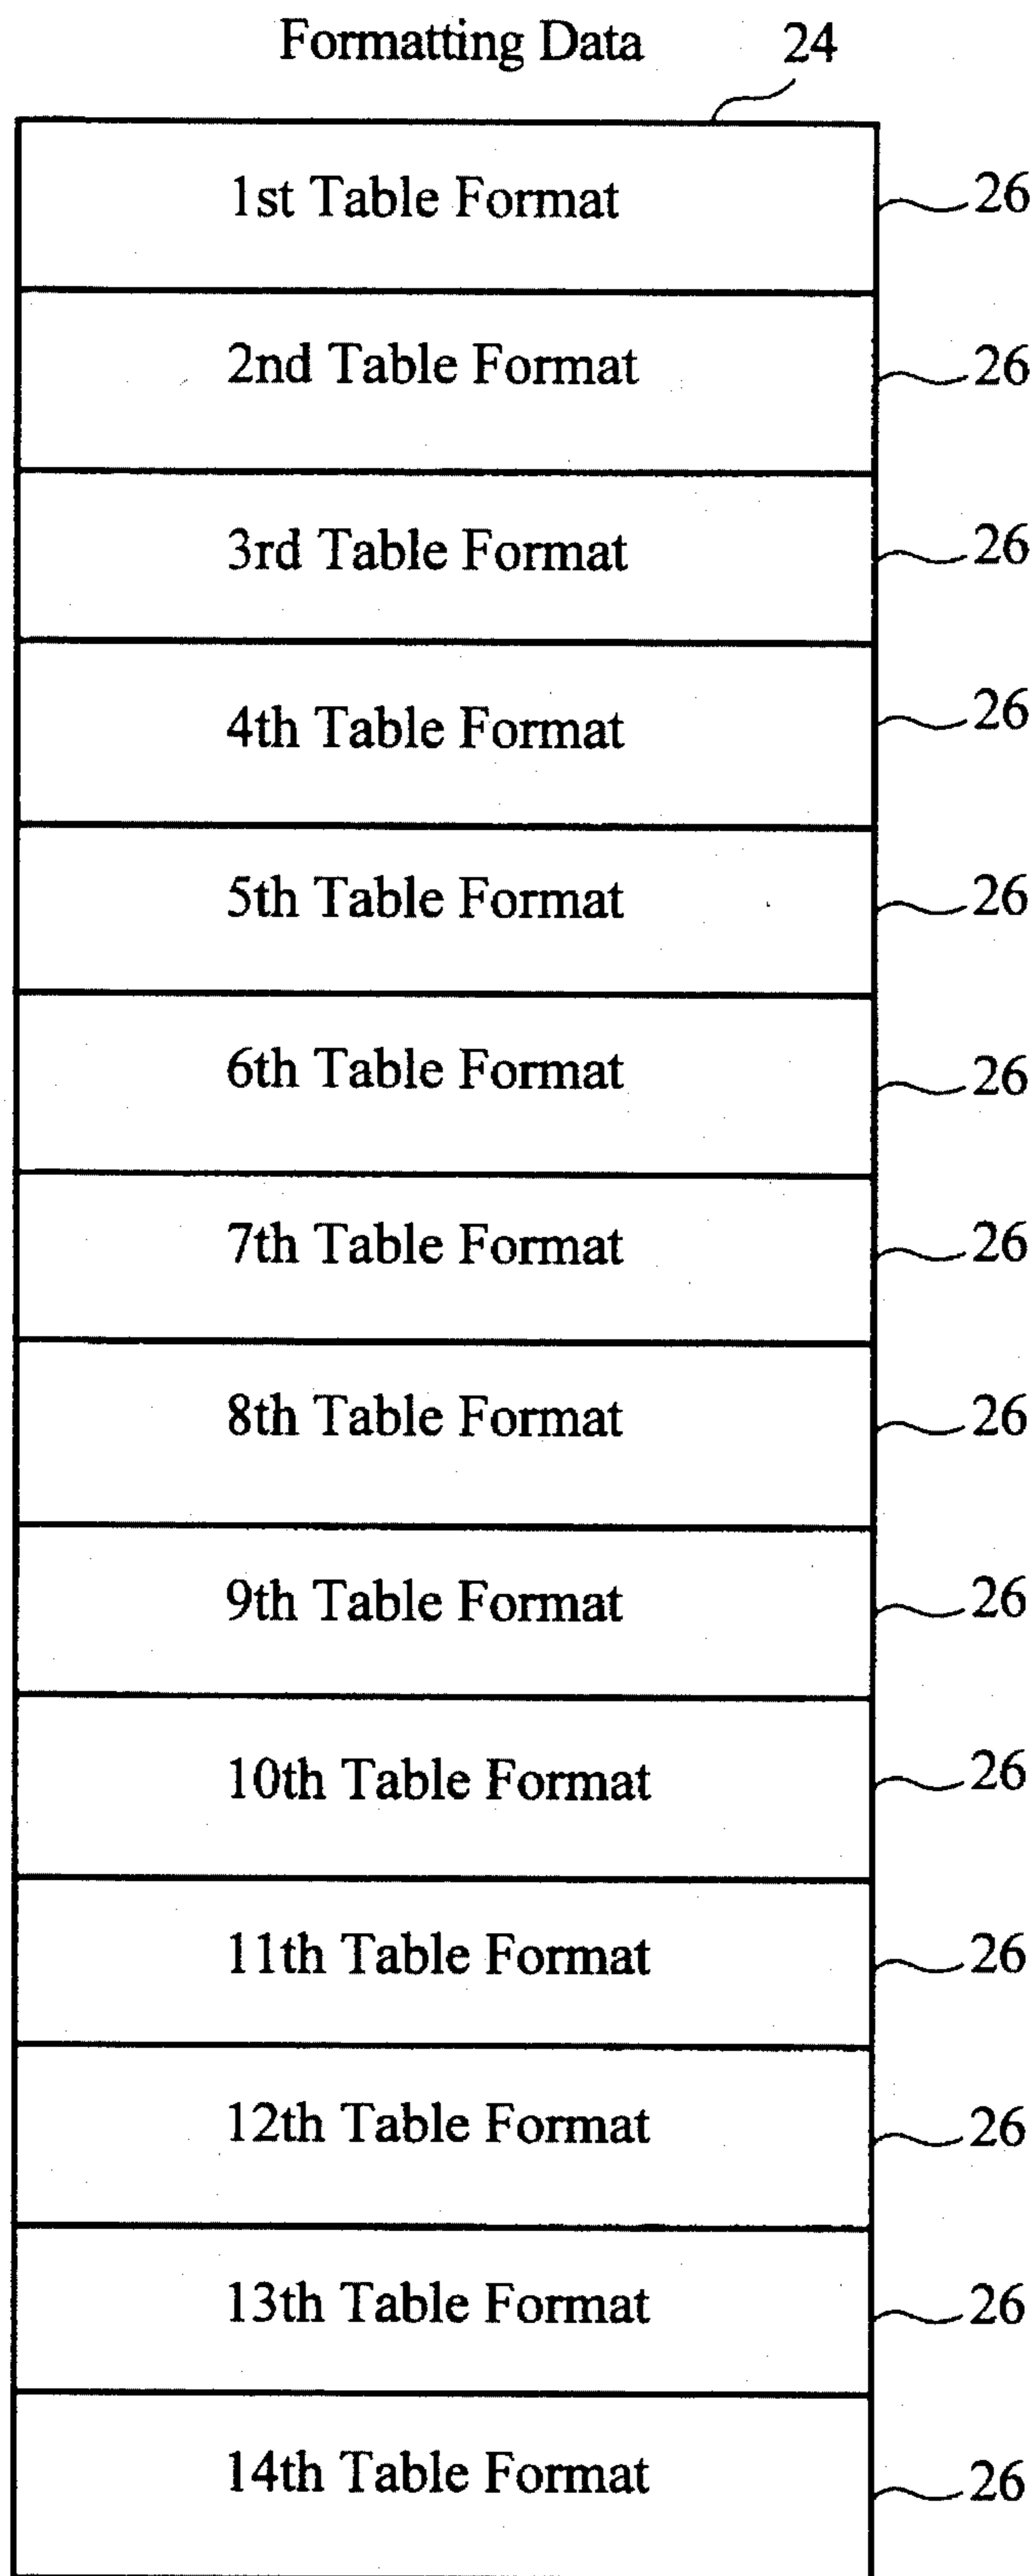 Formatting Data 24
1st Table Format 26
2nd Table Format 26
3rd Table Format 26
4th Table Format 26
5th Table Format 26
6th Table Format 26
7th Table Format 26
8th Table Format 26
9th Table Format 26
10th Table Format 26
11th Table Format 26
12th Table Format 26
13th Table Format 26
14th Table Format 26